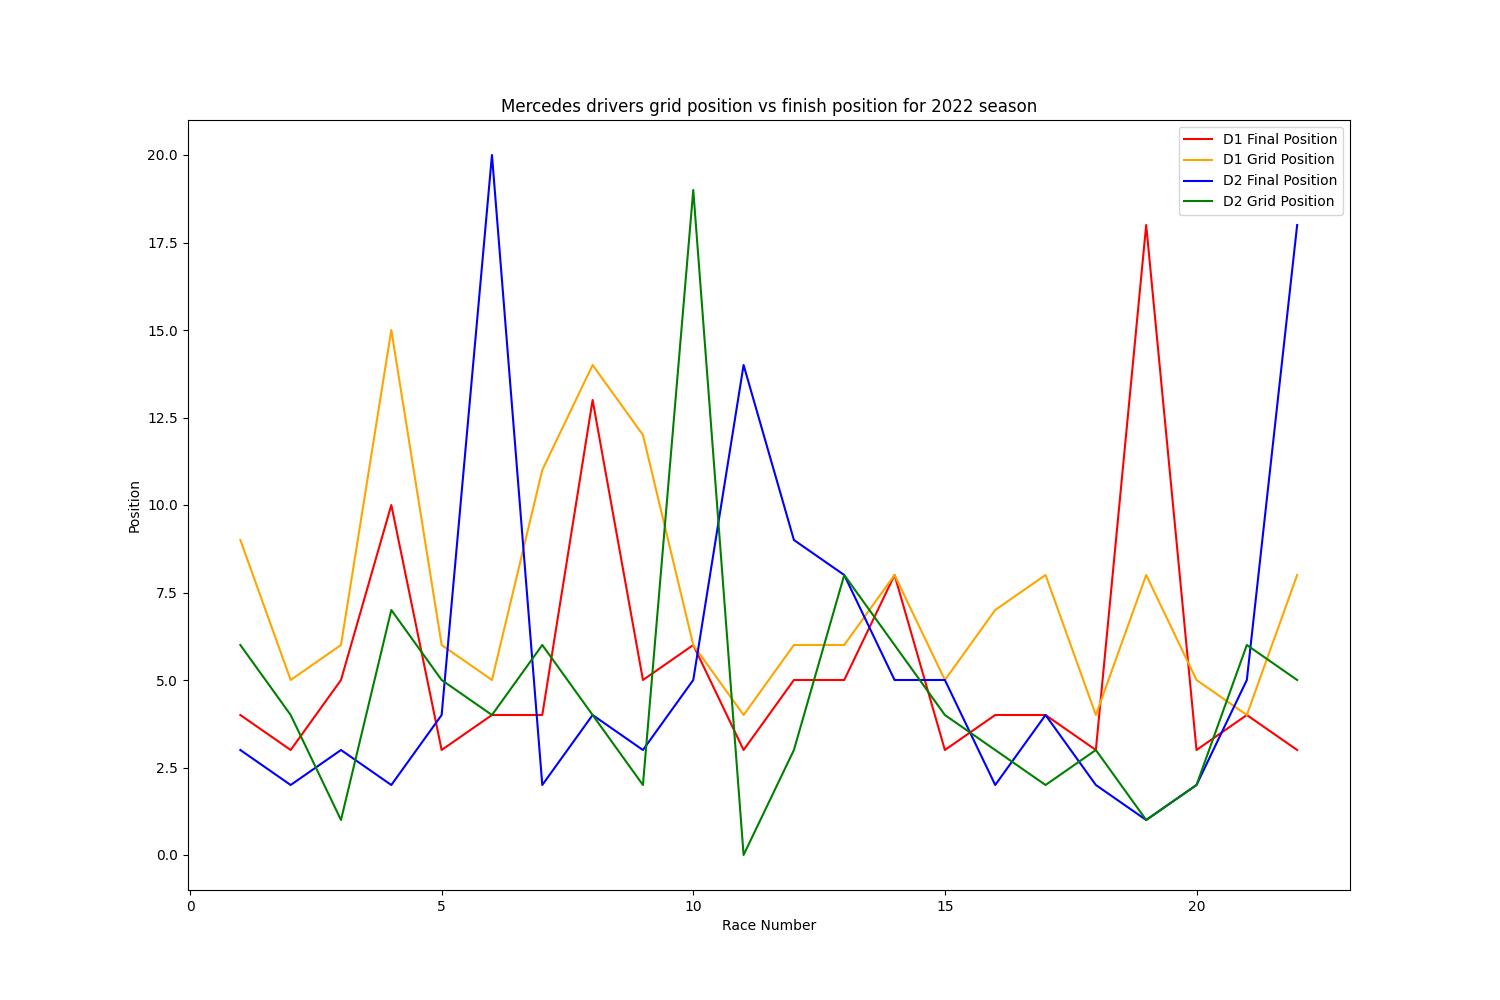 Mercedes drivers grid position vs finish position for 2022 season
D1 Final Position
D1 Grid Position
D2 Final Position
D2 Grid Position
20.0
17.5
15.0
12.5
10.0
7.5
5.0
2.5
0.0
Position
0 5 10 15 20
Race Number